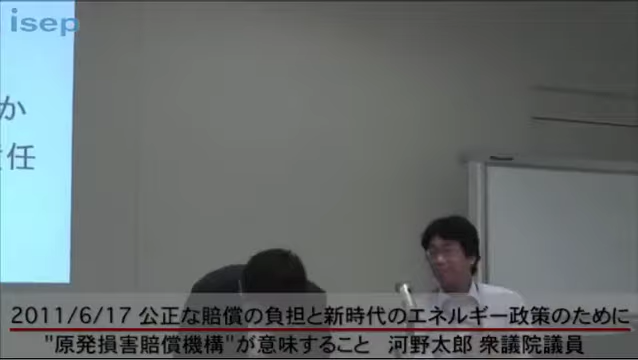 isep
か
任
2011/6/17 公正な賠償の負担と新時代のエネルギー政策のために
"原発損害賠償機構"が意味すること　河野太郎 衆議院議員